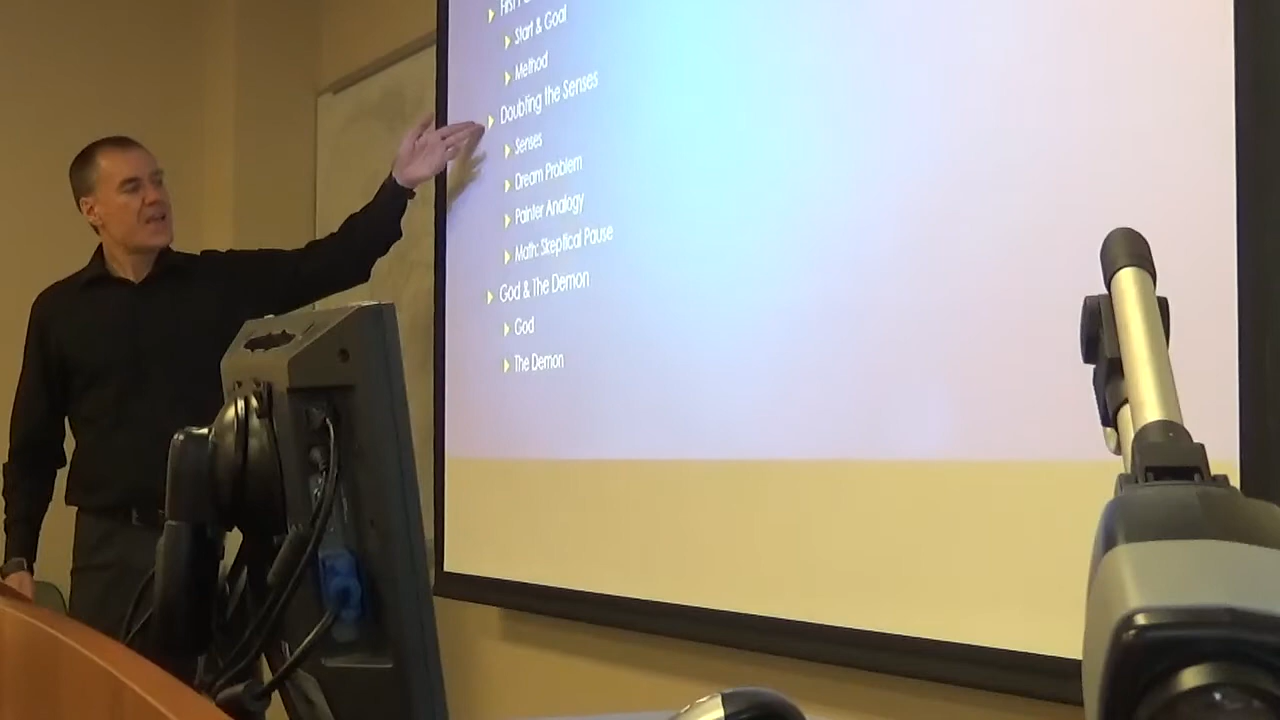 Start & Goal
Method
Doubting the Senses
Senses
Dream Problem
Painter Analogy
Math: Skeptical Pause
God & The Demon
God
The Demon